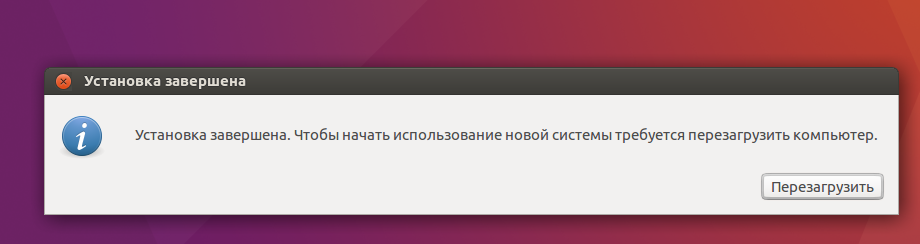 Установка завершена
Установка завершена. Чтобы начать использование новой системы требуется перезагрузить компьютер.
Перезагрузить